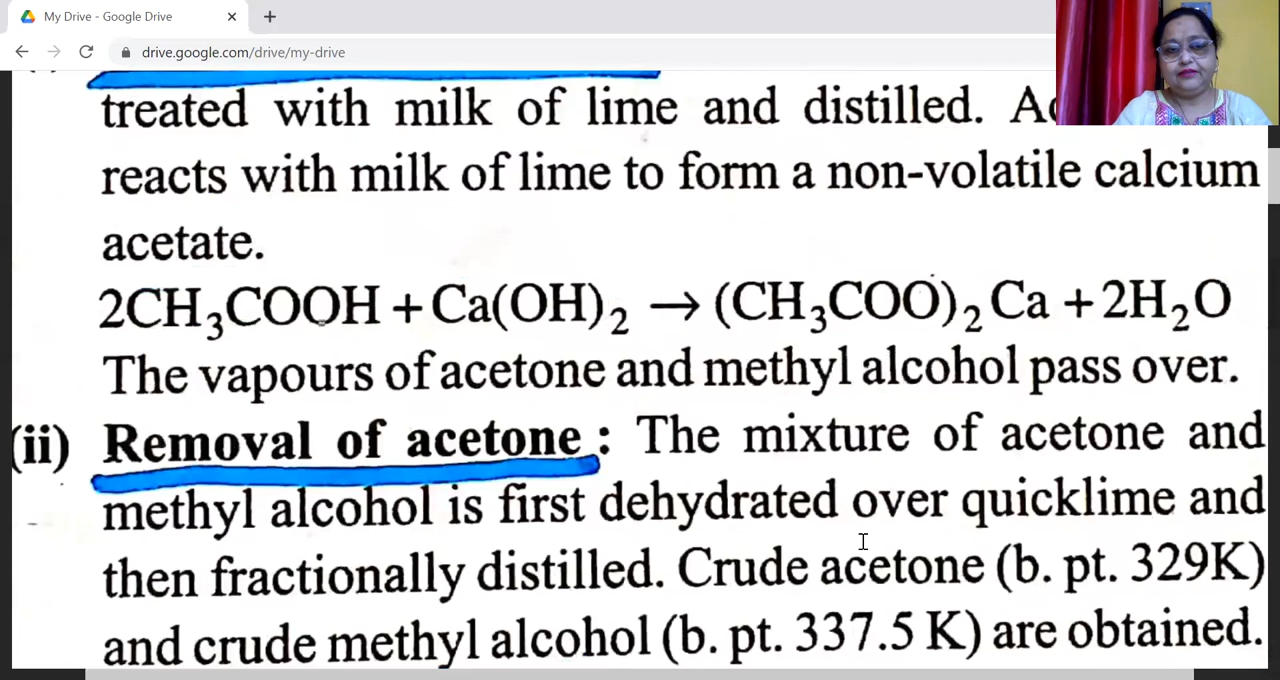 My Drive - Google Drive
drive.google.com/drive/my-drive
treated with milk of lime and distilled.
reacts with milk of lime to form a non-volatile calcium
acetate.
2CH₃COOH + Ca(OH)₂ → (CH₃COO)₂ Ca + 2H₂O
The vapours of acetone and methyl alcohol pass over.
(ii) Removal of acetone : The mixture of acetone and
methyl alcohol is first dehydrated over quicklime and
then fractionally distilled. Crude acetone (b. pt. 329K)
and crude methyl alcohol (b. pt. 337.5 K) are obtained.